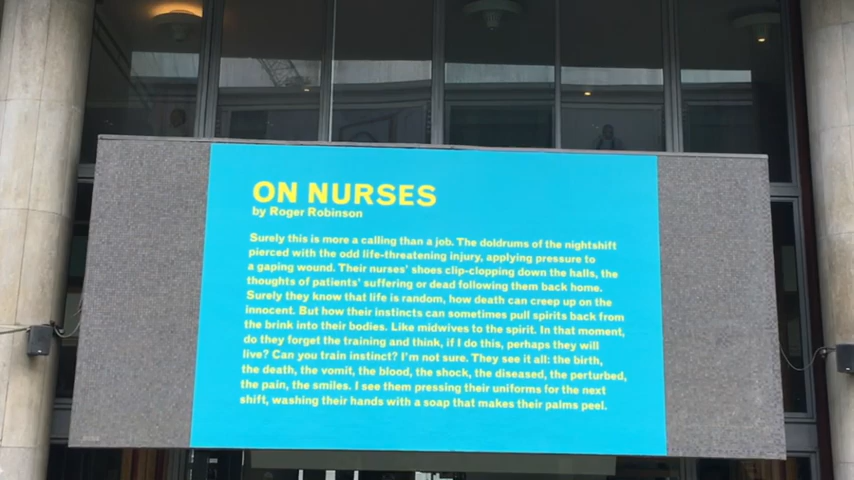 ON NURSES
by Roger Robinson
Surely this is more a calling than a job. The doldrums of the nightshift
pierced with the odd life-threatening injury, applying pressure to
a gaping wound. Their nurses' shoes clip-clopping down the halls, the
thoughts of patients' suffering or dead following them back home.
Surely they know that life is random, how death can creep up on the
innocent. But how their instincts can sometimes pull spirits back from
the brink into their bodies. Like midwives to the spirit. In that moment,
do they forget the training and think, if I do this, perhaps they will
live? Can you train instinct? I'm not sure. They see it all: the birth,
the death, the vomit, the blood, the shock, the diseased, the perturbed,
the pain, the smiles. I see them pressing their uniforms for the next
shift, washing their hands with a soap that makes their palms peel.